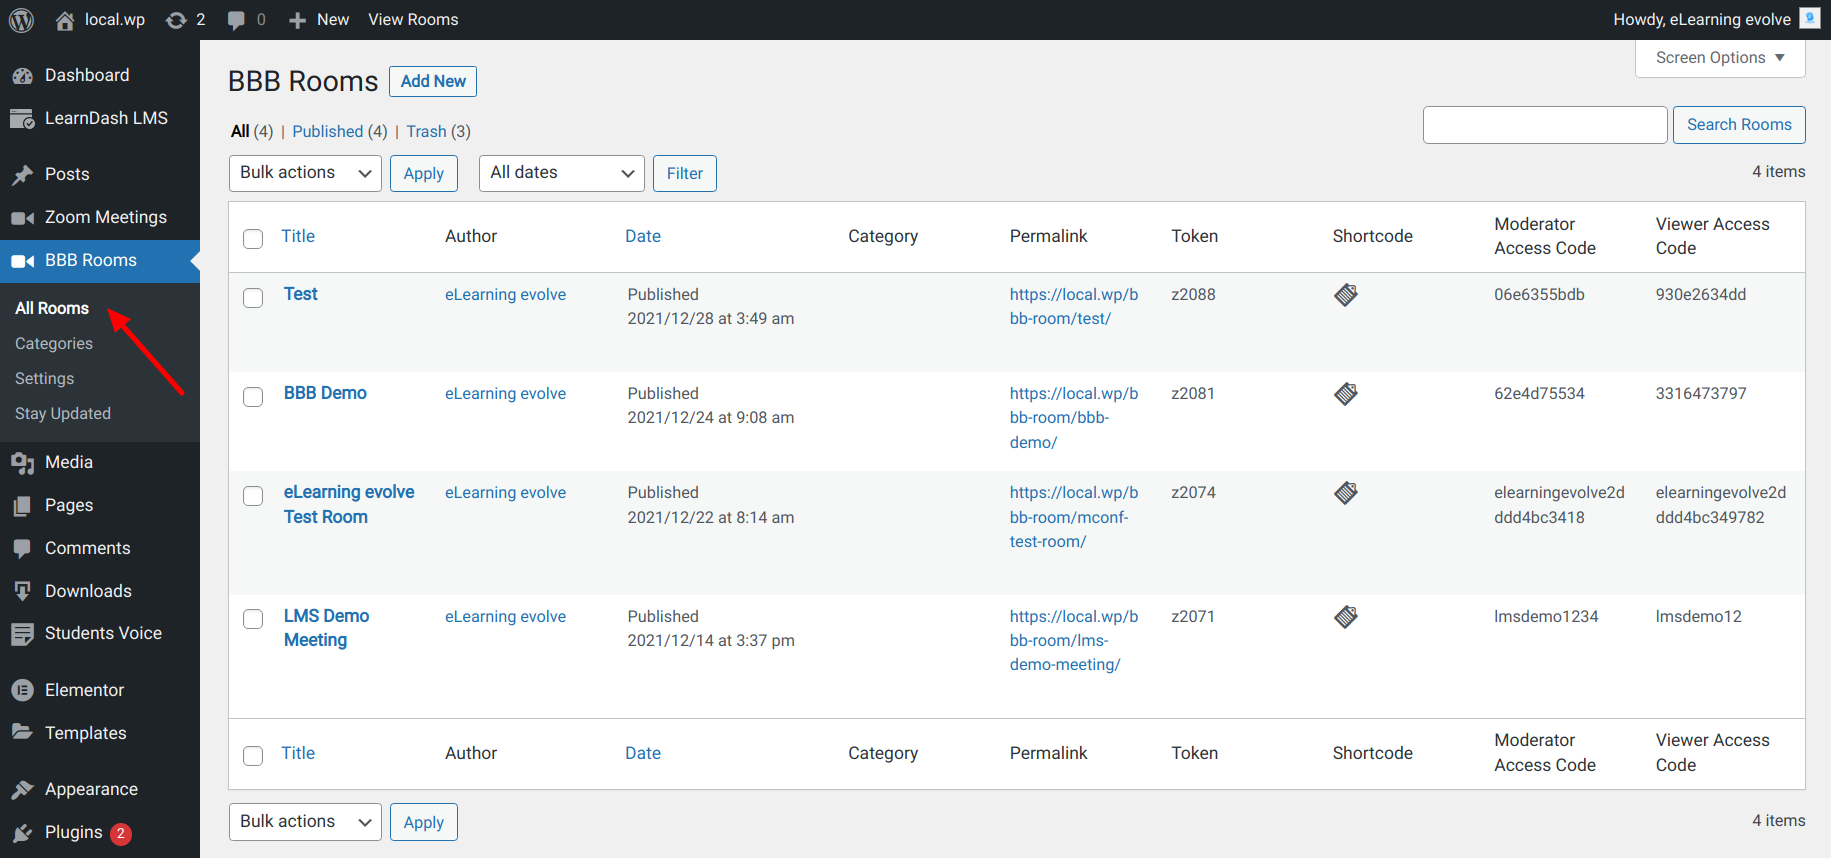 local.wp 2 0 New View Rooms Howdy, eLearning evolve
Dashboard
LearnDash LMS
Posts
Zoom Meetings
BBB Rooms
All Rooms
Categories
Settings
Stay Updated
Media
Pages
Comments
Downloads
Students Voice
Elementor
Templates
Appearance
Plugins 2
Screen Options
BBB Rooms Add New
All (4) | Published (4) | Trash (3)
Search Rooms
Bulk actions Apply All dates Filter 4 items
Title Author Date Category Permalink Token Shortcode Moderator Access Code Viewer Access Code
Test eLearning evolve Published https://local.wp/b z2088 06e6355bdb 930e2634dd
2021/12/28 at 3:49 am bb-room/test/
BBB Demo eLearning evolve Published https://local.wp/b z2081 62e4d75534 3316473797
2021/12/24 at 9:08 am bb-room/bbb-
demo/
eLearning evolve eLearning evolve Published https://local.wp/b z2074 elearningevolve2d elearningevolve2d
Test Room 2021/12/22 at 8:14 am bb-room/mconf- ddd4bc3418 ddd4bc349782
test-room/
LMS Demo eLearning evolve Published https://local.wp/b z2071 lmsdemo1234 lmsdemo12
Meeting 2021/12/14 at 3:37 pm bb-room/lms-
demo-meeting/
Title Author Date Category Permalink Token Shortcode Moderator Access Code Viewer Access Code
Bulk actions Apply 4 items